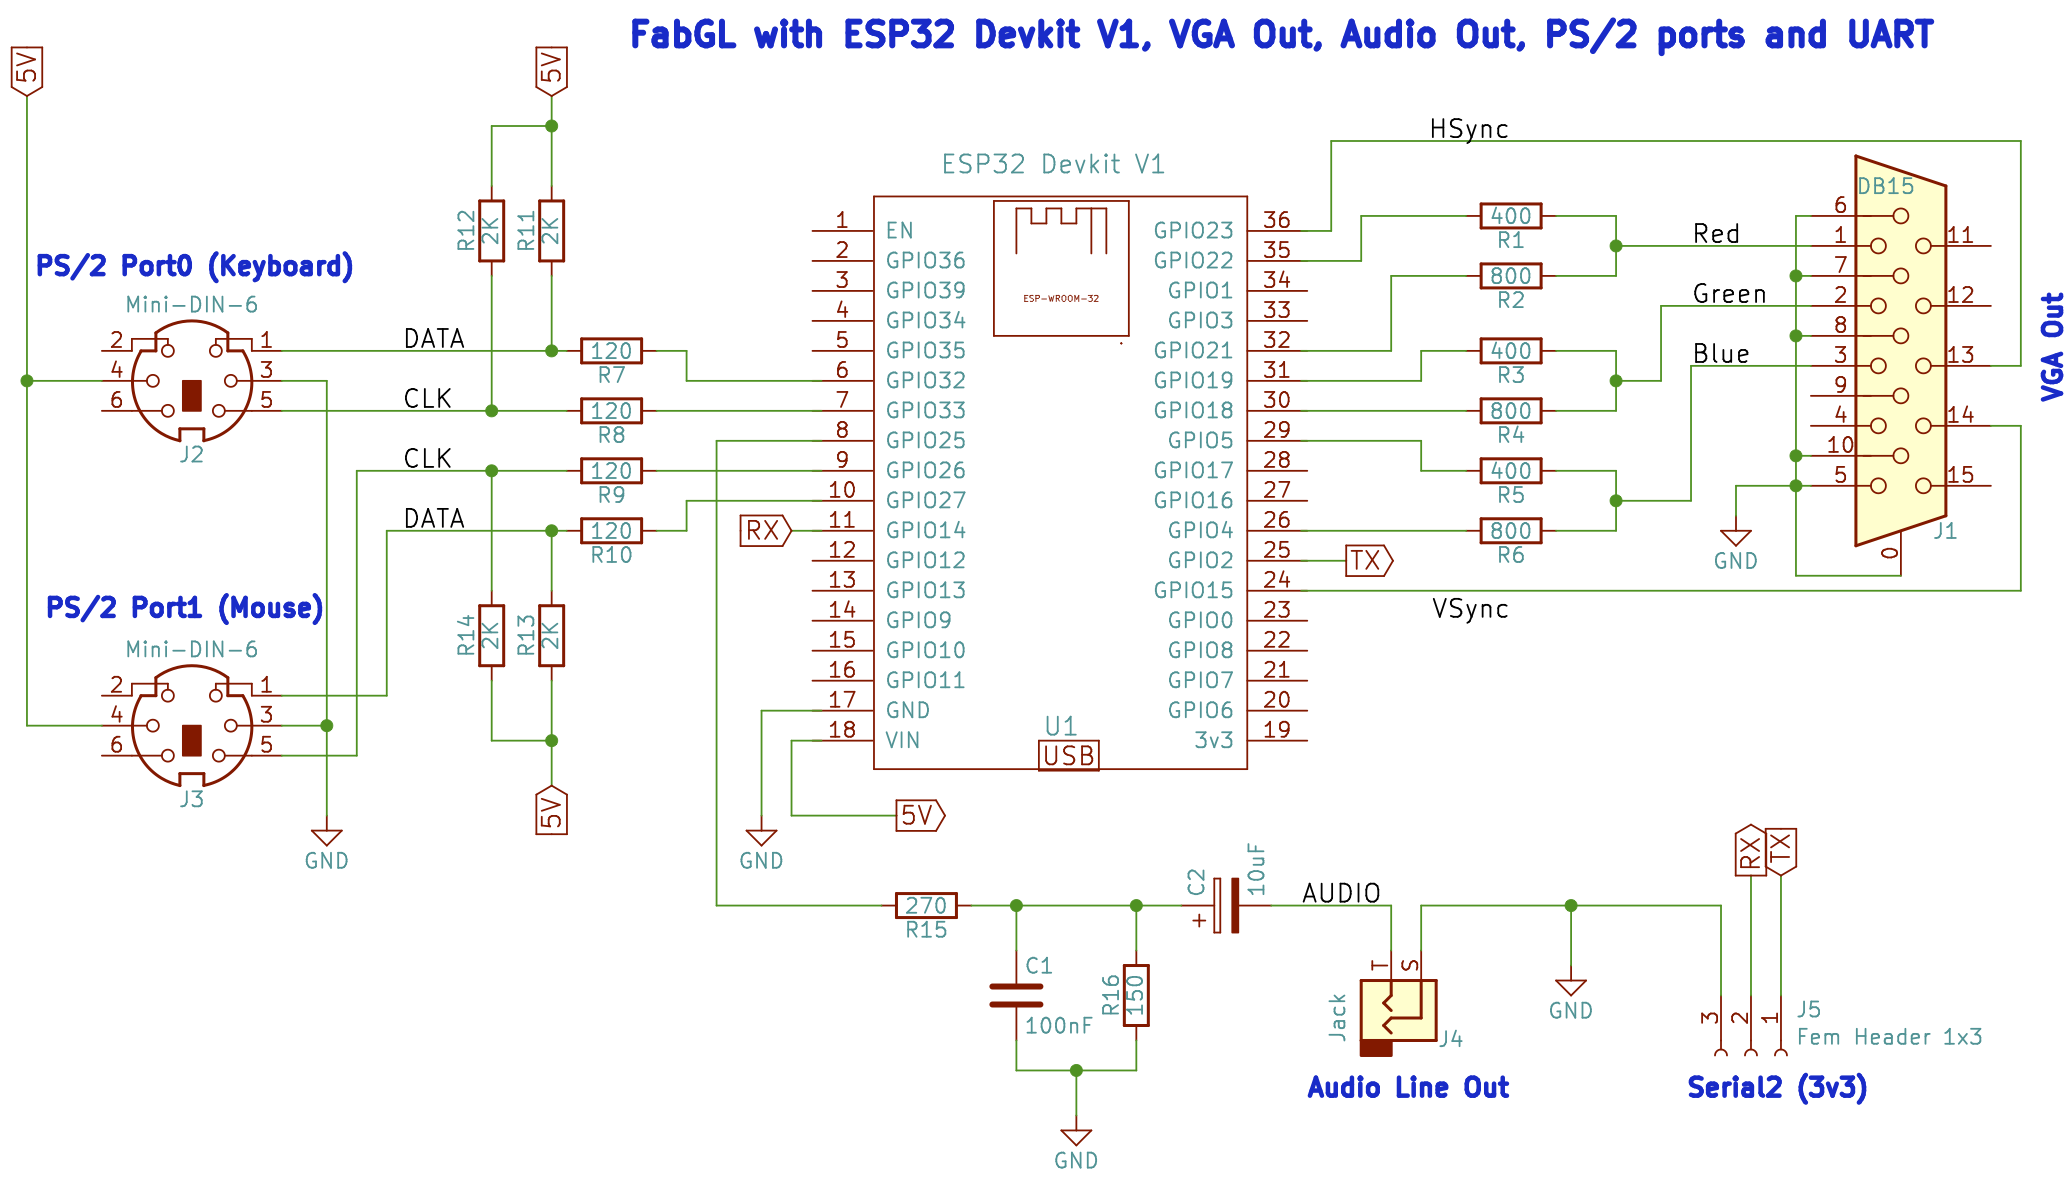 FabGL with ESP32 Devkit V1, VGA Out, Audio Out, PS/2 ports and UART
5V
5V
PS/2 Port0 (Keyboard)
Mini-DIN-6
2
1
4
3
6
5
J2
DATA
CLK
CLK
DATA
R12
2K
R11
2K
120
R7
120
R8
120
R9
120
R10
R14
2K
R13
2K
5V
PS/2 Port1 (Mouse)
Mini-DIN-6
2
1
4
3
6
5
J3
GND
ESP32 Devkit V1
ESP-WROOM-32
1 EN GPIO23 36
2 GPIO36 GPIO22 35
3 GPIO39 GPIO1 34
4 GPIO34 GPIO3 33
5 GPIO35 GPIO21 32
6 GPIO32 GPIO19 31
7 GPIO33 GPIO18 30
8 GPIO25 GPIO5 29
9 GPIO26 GPIO17 28
10 GPIO27 GPIO16 27
11 GPIO14 GPIO4 26
12 GPIO12 GPIO2 25
13 GPIO13 GPIO15 24
14 GPIO9 GPIO0 23
15 GPIO10 GPIO8 22
16 GPIO11 GPIO7 21
17 GND GPIO6 20
18 VIN 3v3 19
U1
USB
RX
TX
GND
5V
HSync
400
R1
800
R2
400
R3
800
R4
400
R5
800
R6
VSync
Red
Green
Blue
DB15
6
1
11
7
2
12
8
3
13
9
4
14
10
5
15
0
J1
GND
VGA Out
270
R15
C1
100nF
R16
150
GND
C2
+
10uF
AUDIO
T
S
Jack
J4
Audio Line Out
GND
RX
TX
3
2
1
J5
Fem Header 1x3
Serial2 (3v3)